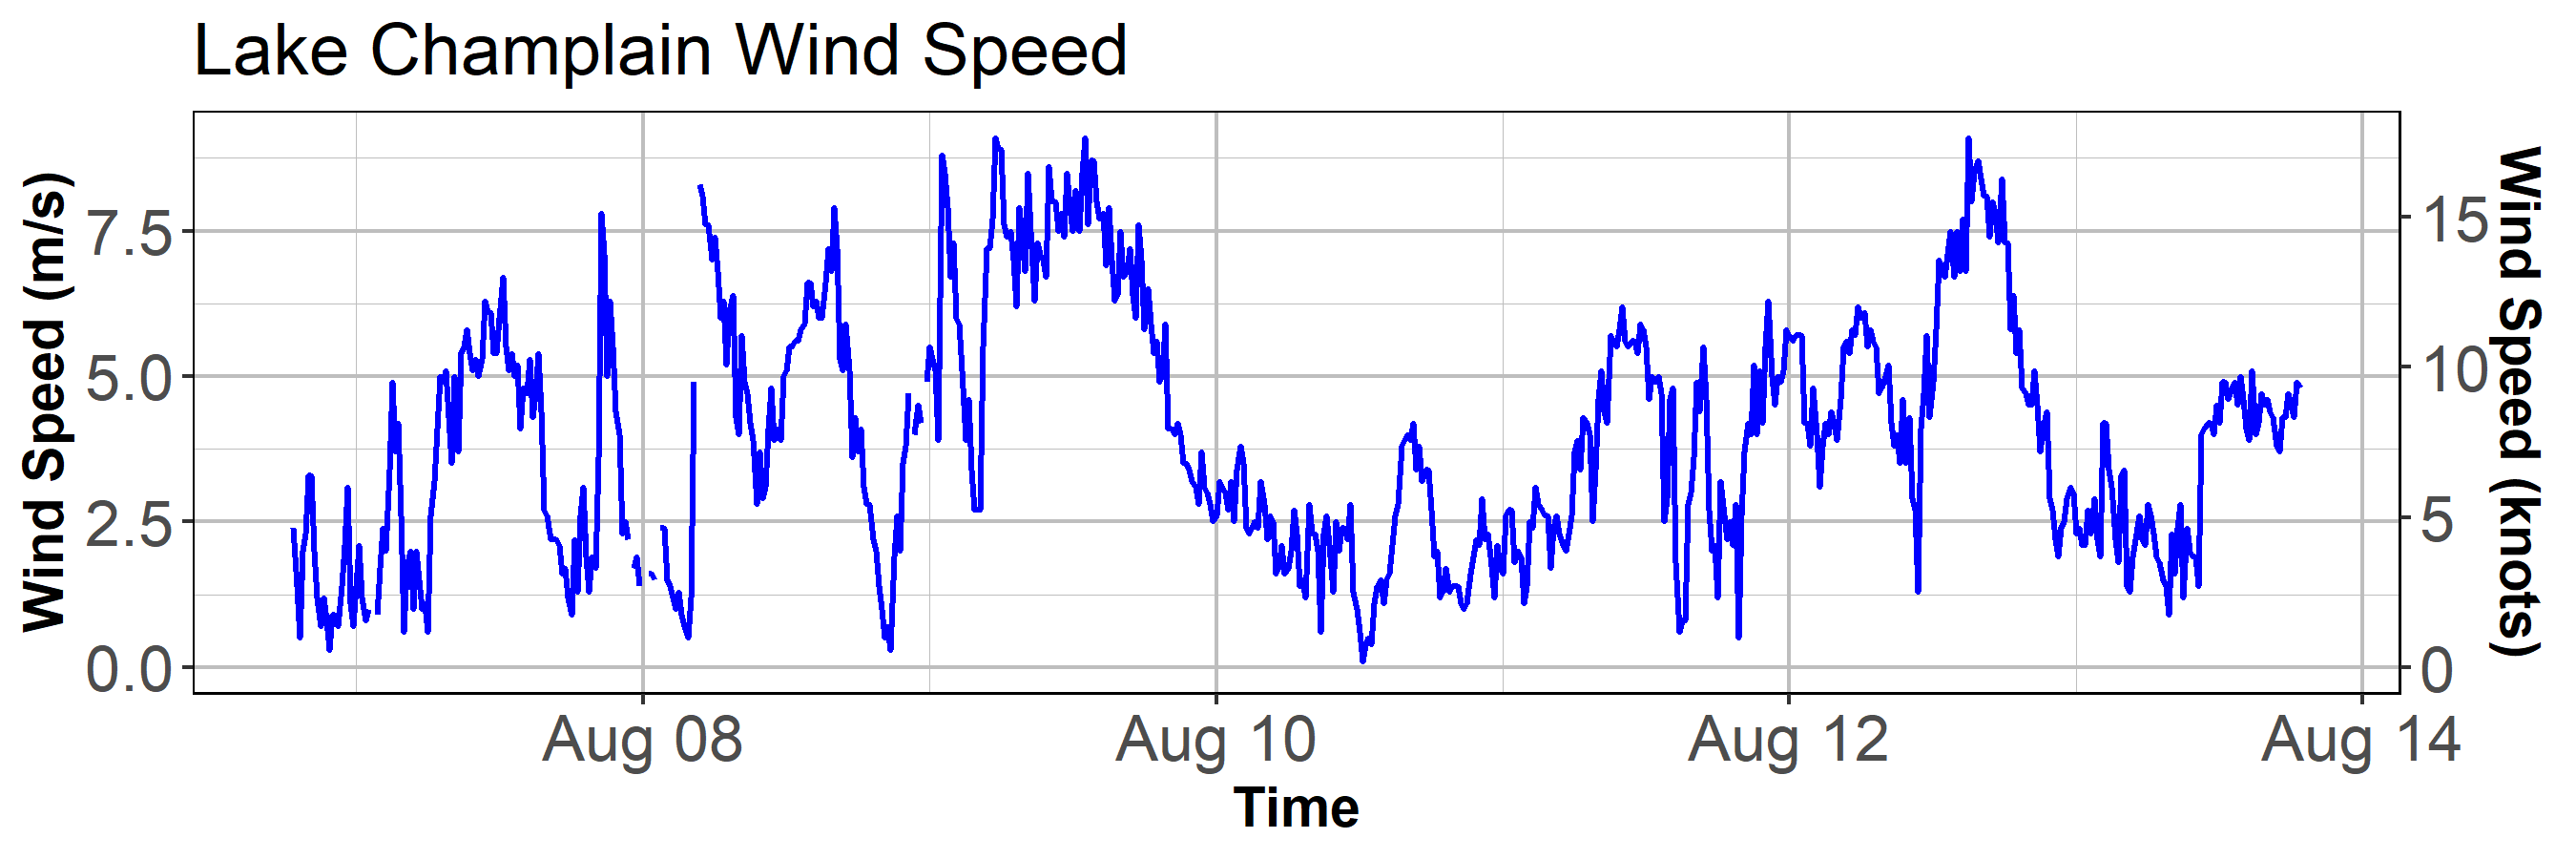 Lake Champlain Wind Speed
Wind Speed (m/s)
7.5
5.0
2.5
0.0
15
10
5
0
Wind Speed (knots)
Aug 08
Aug 10
Aug 12
Aug 14
Time